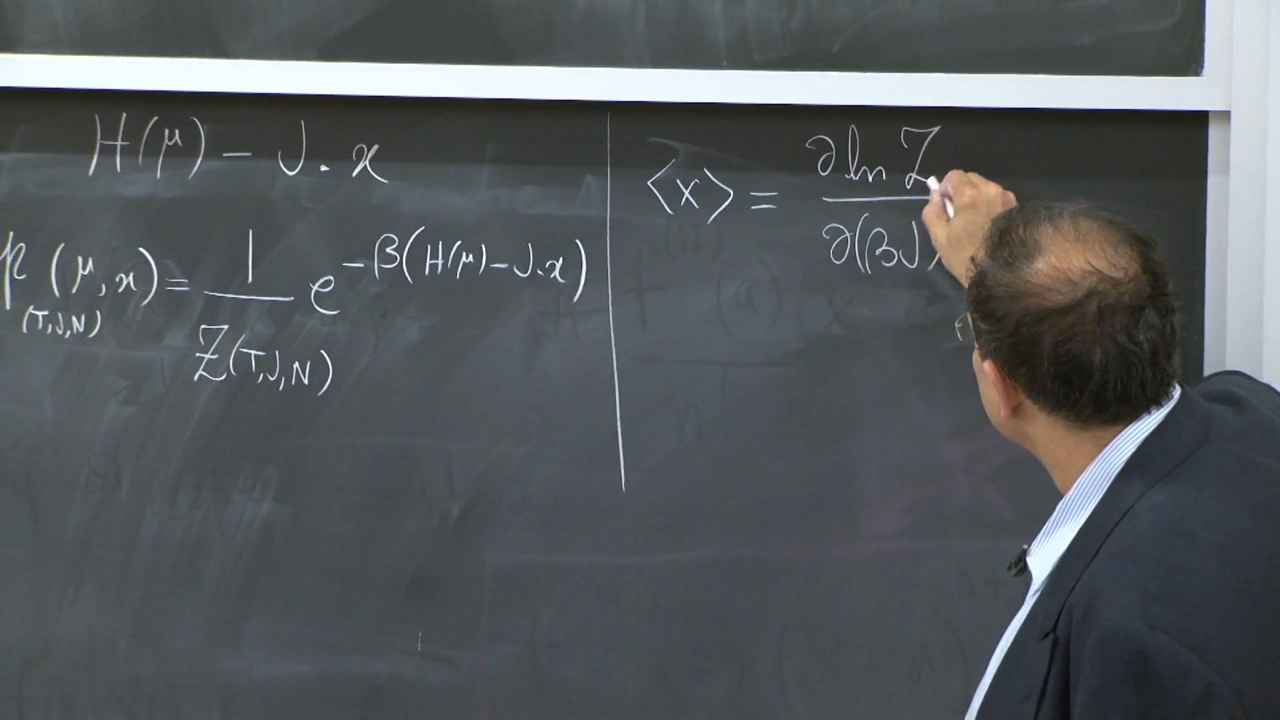 H(μ) – J · x
p(T,J,N) (μ, x) = 1/Z(T,J,N) e^–β(H(μ)–J·x)
⟨x⟩ = ∂ ln Z / ∂(βJ)